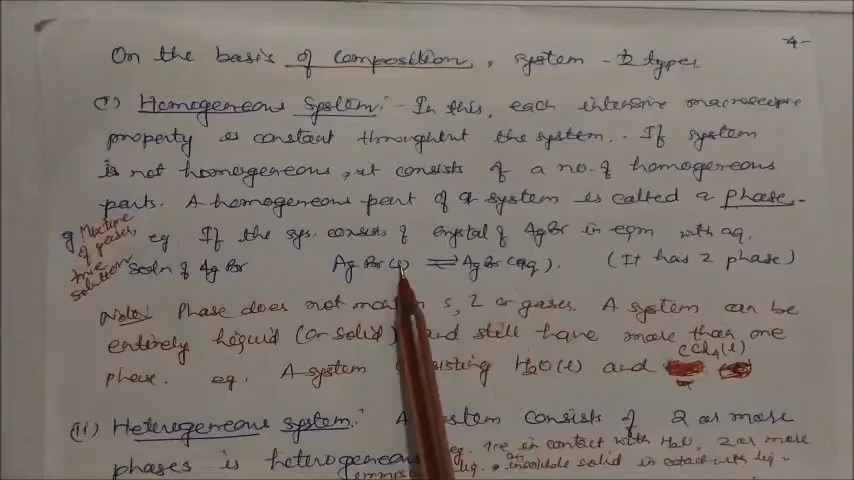 -4-
On the basis of composition, system - 2 types
(i) Homogeneous System:- In this, each intensive macroscopic
property is constant throughout the system. If system
is not homogeneous, it consists of a no. of homogeneous
parts. A homogeneous part of a system is called a phase.
eg Mixture of gases, true solution
eg. If the sys. consists of crystal of AgBr in eqm with aq.
soln of AgBr AgBr(s) ⇌ AgBr(aq). (It has 2 phase)
Note: Phase does not mean s, l or gases. A system can be
entirely liquid (or solid) and still have more than one
phase. eg. A system consisting H2O(l) and CCl4(l)
(ii) Heterogeneous system: A system consists of 2 or more
phases is heterogeneous eg. Ice in contact with H2O, 2 or more
immiscible liq. an insoluble solid in contact with liq.